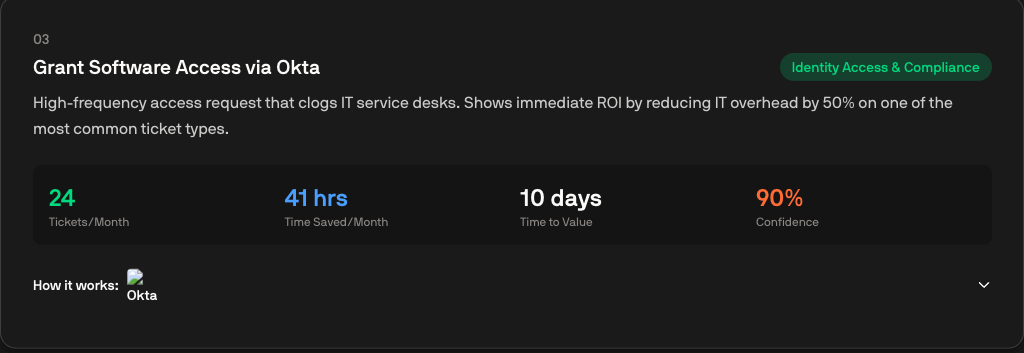 03
Grant Software Access via Okta
Identity Access & Compliance
High-frequency access request that clogs IT service desks. Shows immediate ROI by reducing IT overhead by 50% on one of the
most common ticket types.
24
Tickets/Month
41 hrs
Time Saved/Month
10 days
Time to Value
90%
Confidence
How it works:
Okta